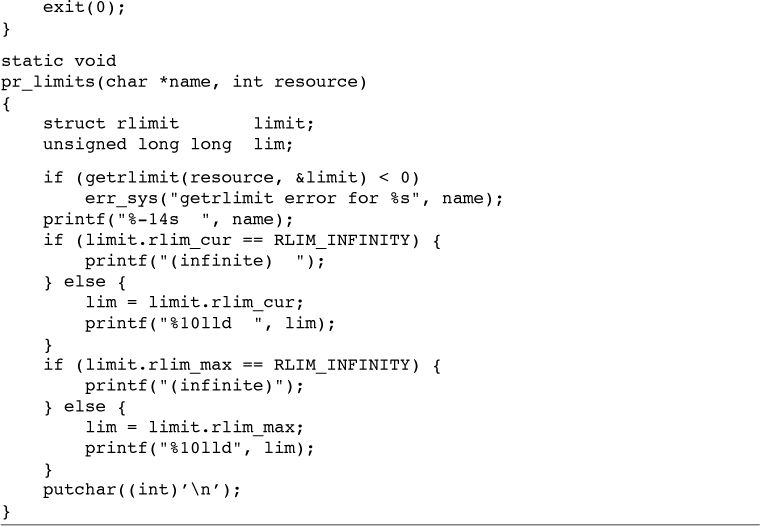 exit(0);
}
static void
pr_limits(char *name, int resource)
{
    struct rlimit       limit;
    unsigned long long  lim;
    if (getrlimit(resource, &limit) < 0)
        err_sys("getrlimit error for %s", name);
    printf("%-14s  ", name);
    if (limit.rlim_cur == RLIM_INFINITY) {
        printf("(infinite)  ");
    } else {
        lim = limit.rlim_cur;
        printf("%10lld  ", lim);
    }
    if (limit.rlim_max == RLIM_INFINITY) {
        printf("(infinite)");
    } else {
        lim = limit.rlim_max;
        printf("%10lld", lim);
    }
    putchar((int)’\n’);
}